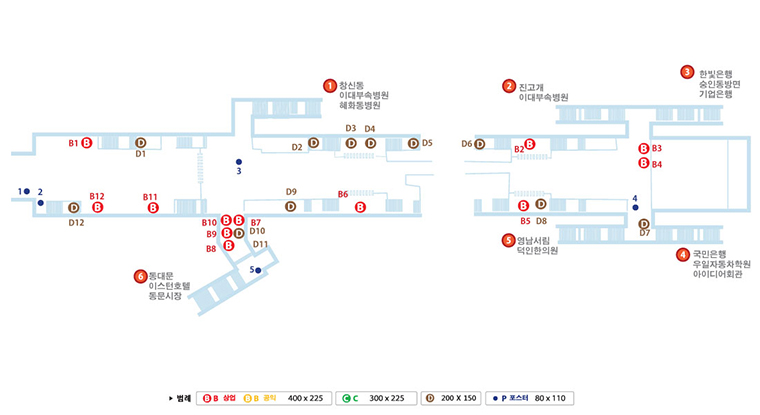 1 창신동
이대부속병원
혜화동병원
2 진고개
이대부속병원
3 한빛은행
숭인동방면
기업은행
B1 B
D
D1
D2 D
D3 D4
D D
D D5
D6 D
B2 B
B B3
B B4
1
2
3
4
D
D12
B12
B
B11
B
D9
D
B6
B
B10 B B B7
B9 B D D10
B8 B
D11
5
B
B5
D
D8
D
D7
6 동대문
이스턴호텔
동문시장
5 영남서림
덕인한의원
4 국민은행
우일자동차학원
아이디어회관
▶ 범례 B B 상업 B B 공익 400 x 225 C C 300 x 225 D 200 X 150 P 포스터 80 x 110